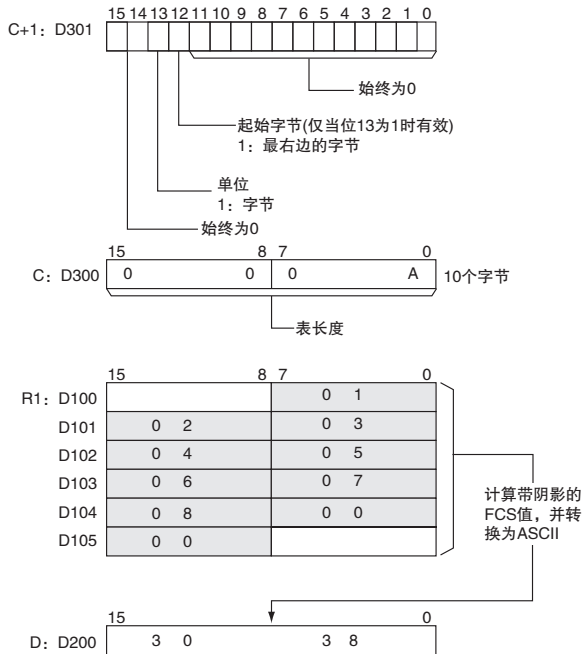 15 14 13 12 11 10 9 8 7 6 5 4 3 2 1 0
C+1：D301
始终为0
起始字节(仅当位13为1时有效)
1：最右边的字节
单位
1：字节
始终为0
15 8 7 0
C：D300 0 0 0 A 10个字节
表长度
15 8 7 0
R1：D100 0 1
D101 0 2 0 3
D102 0 4 0 5
D103 0 6 0 7
D104 0 8 0 0
D105 0 0
计算带阴影的
FCS值，并转
换为ASCII
15 0
D：D200 3 0 3 8